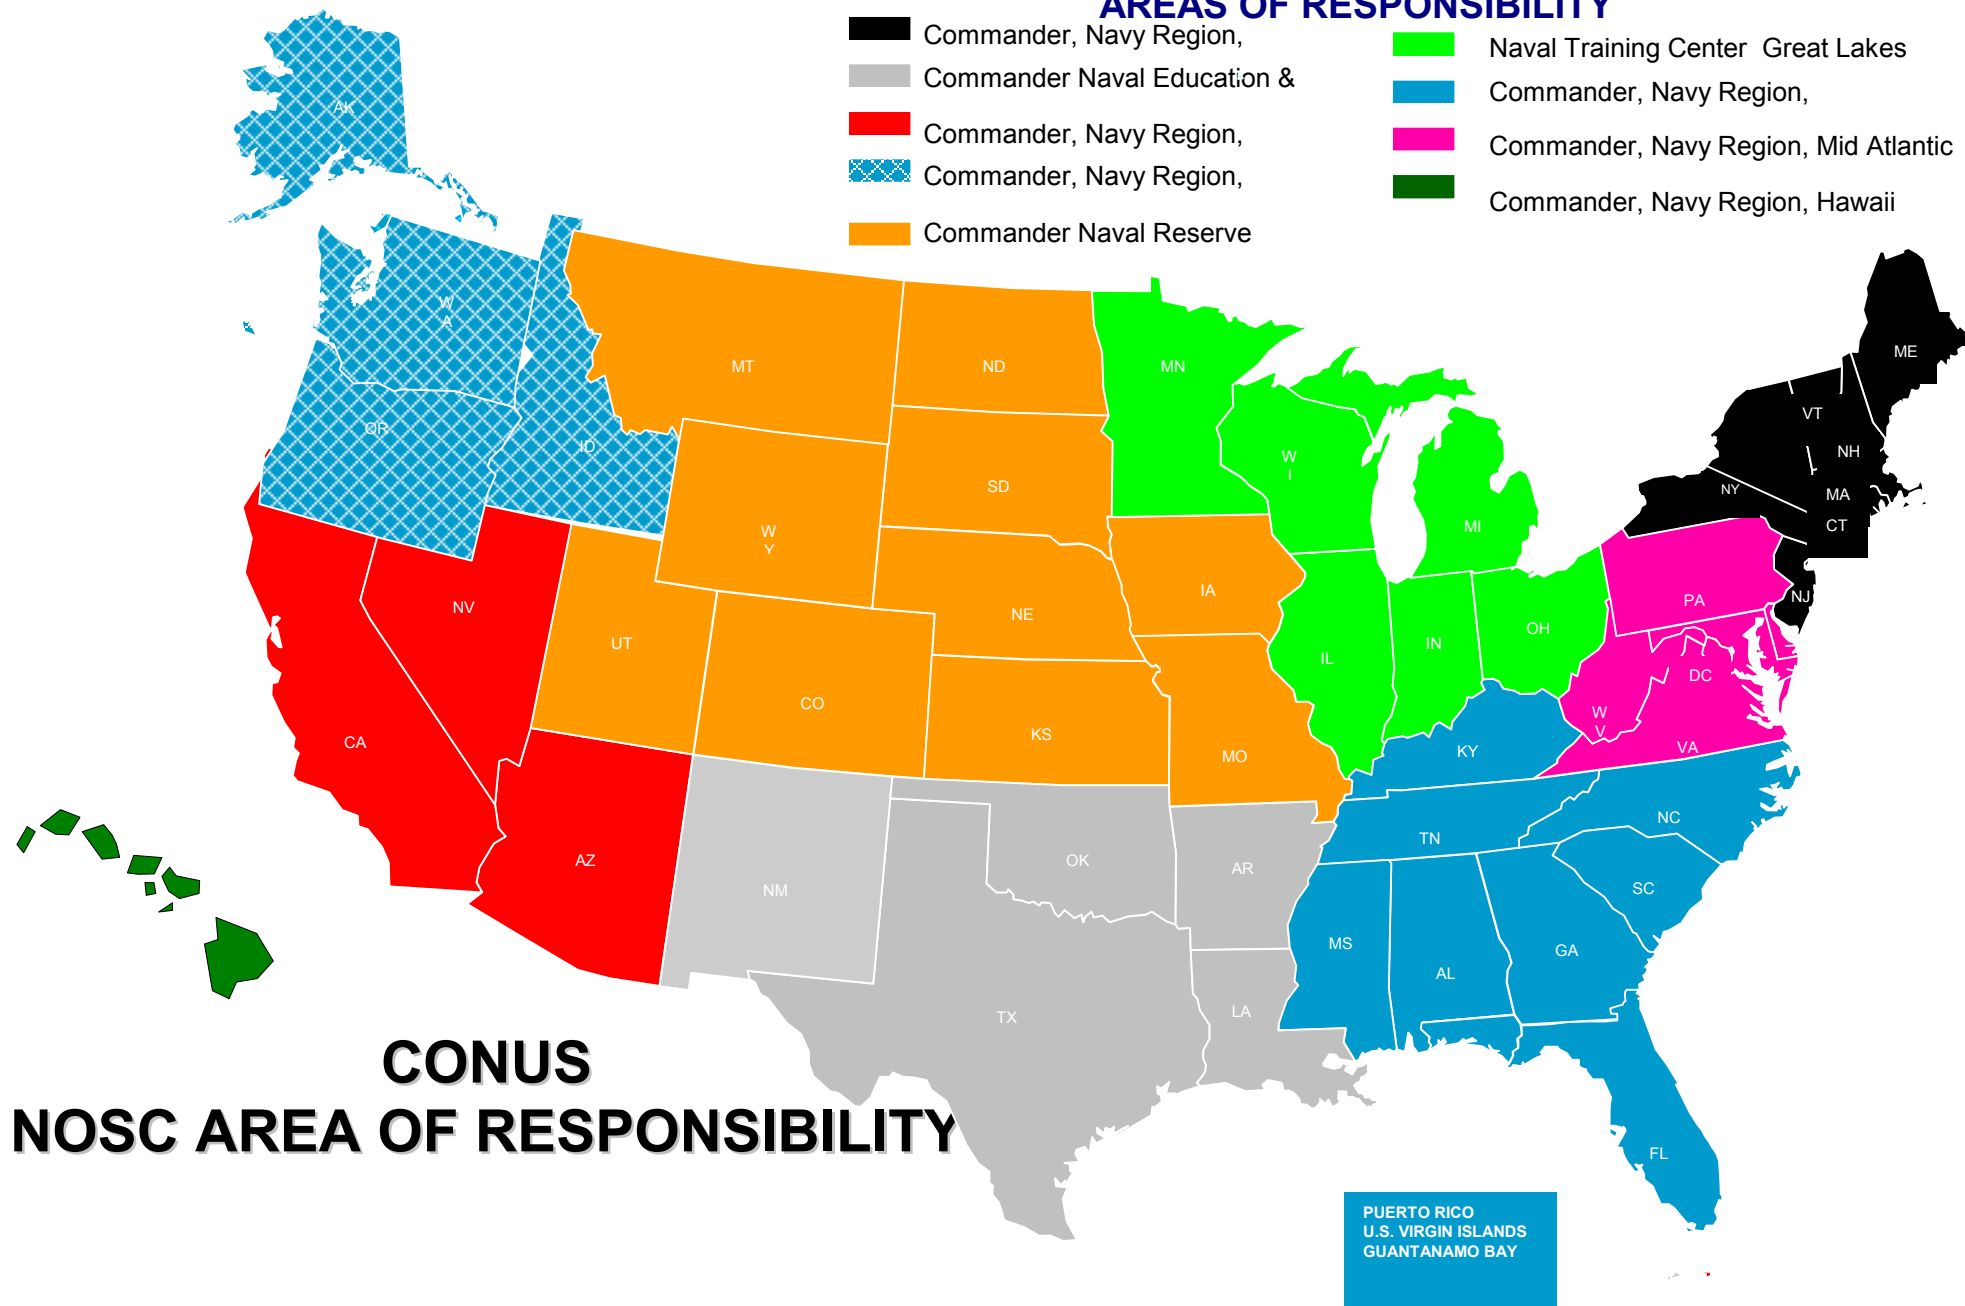 AREAS OF RESPONSIBILITY
Commander, Navy Region,
Commander Naval Education &
Commander, Navy Region,
Commander, Navy Region,
Commander Naval Reserve
Naval Training Center Great Lakes
Commander, Navy Region,
Commander, Navy Region, Mid Atlantic
Commander, Navy Region, Hawaii
AK
W
A
OR
ID
MT
ND
MN
SD
W
Y
W
I
MI
ME
VT
NH
NY
MA
CT
NJ
PA
NV
UT
CO
NE
IA
IL
IN
OH
DC
W
V
VA
CA
KS
MO
KY
AZ
NM
OK
AR
TN
NC
SC
MS
AL
GA
TX
LA
FL
CONUS
NOSC AREA OF RESPONSIBILITY
PUERTO RICO
U.S. VIRGIN ISLANDS
GUANTANAMO BAY